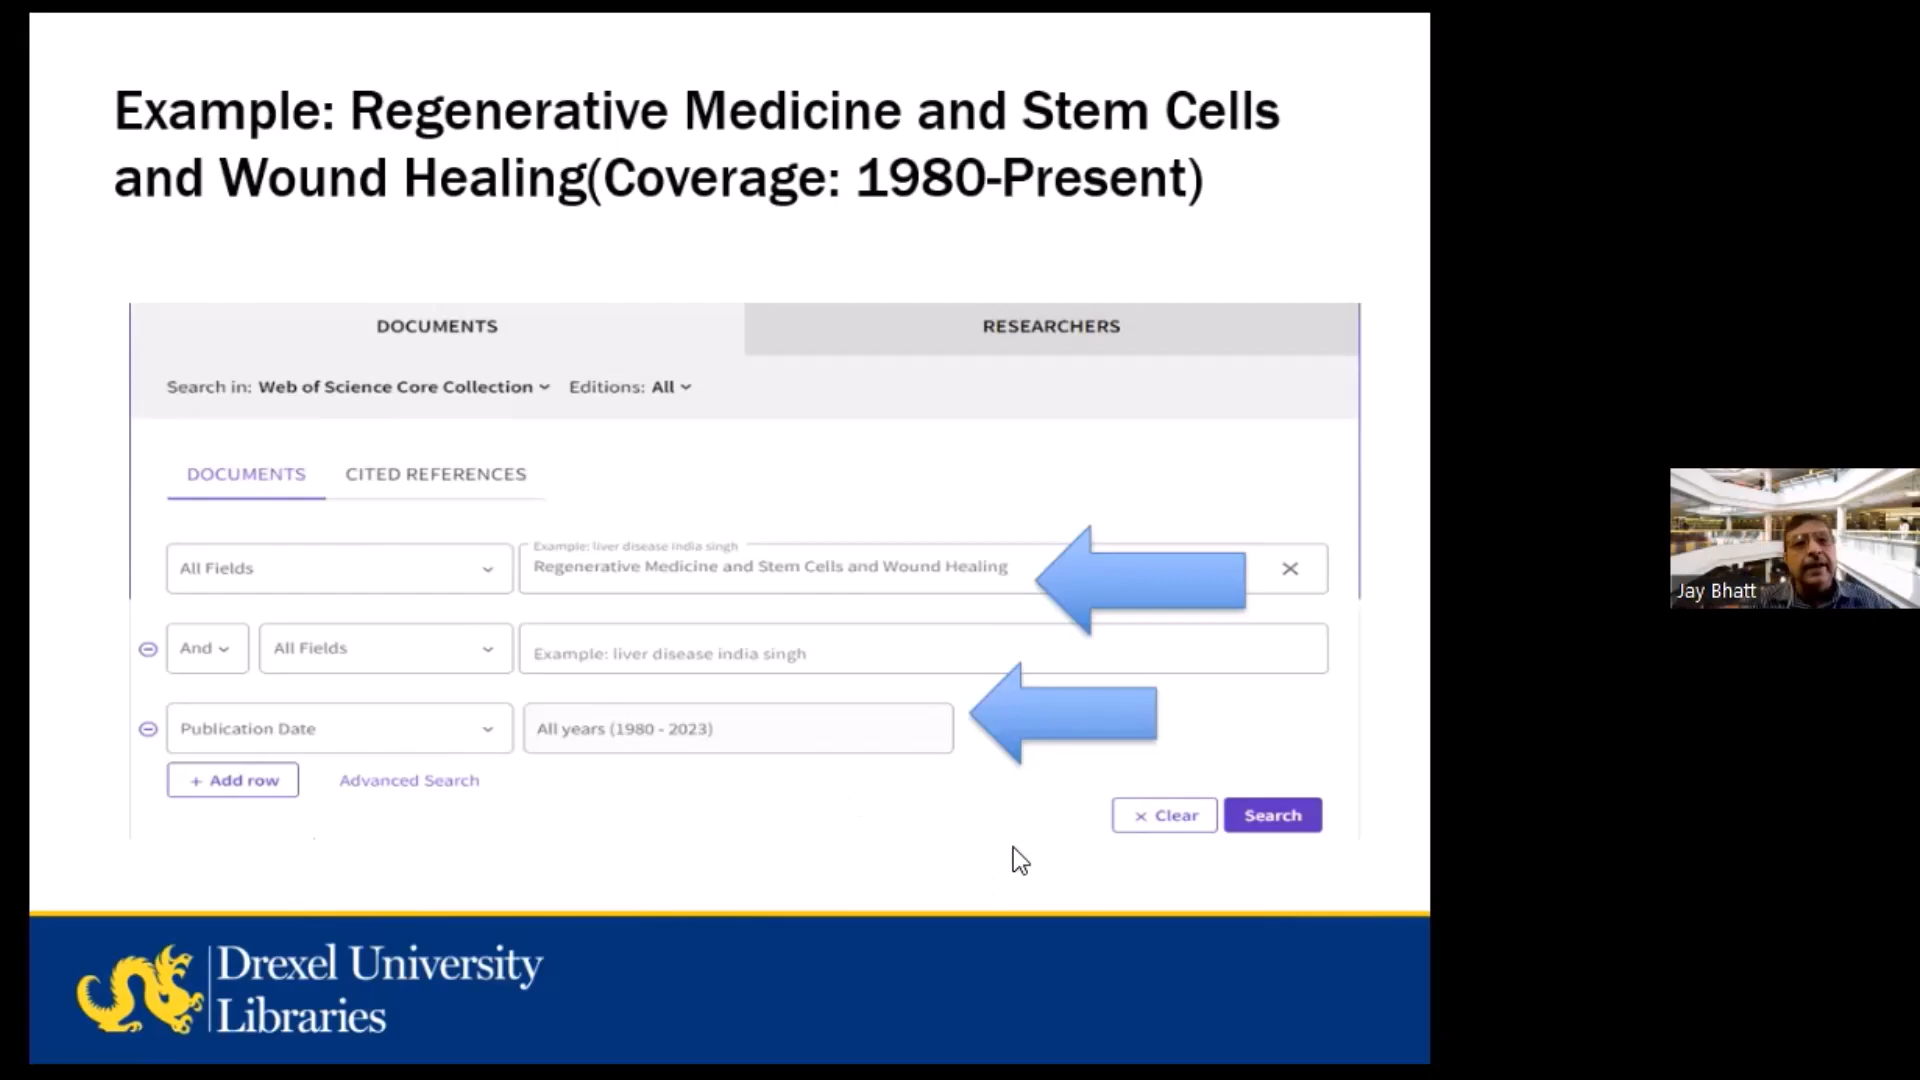 Example: Regenerative Medicine and Stem Cells
and Wound Healing(Coverage: 1980-Present)
DOCUMENTS
RESEARCHERS
Search in: Web of Science Core Collection Editions: All
DOCUMENTS
CITED REFERENCES
All Fields
Example: liver disease india singh
Regenerative Medicine and Stem Cells and Wound Healing
And
All Fields
Example: liver disease india singh
Publication Date
All years (1980 - 2023)
+ Add row
Advanced Search
× Clear
Search
Jay Bhatt
Drexel University
Libraries